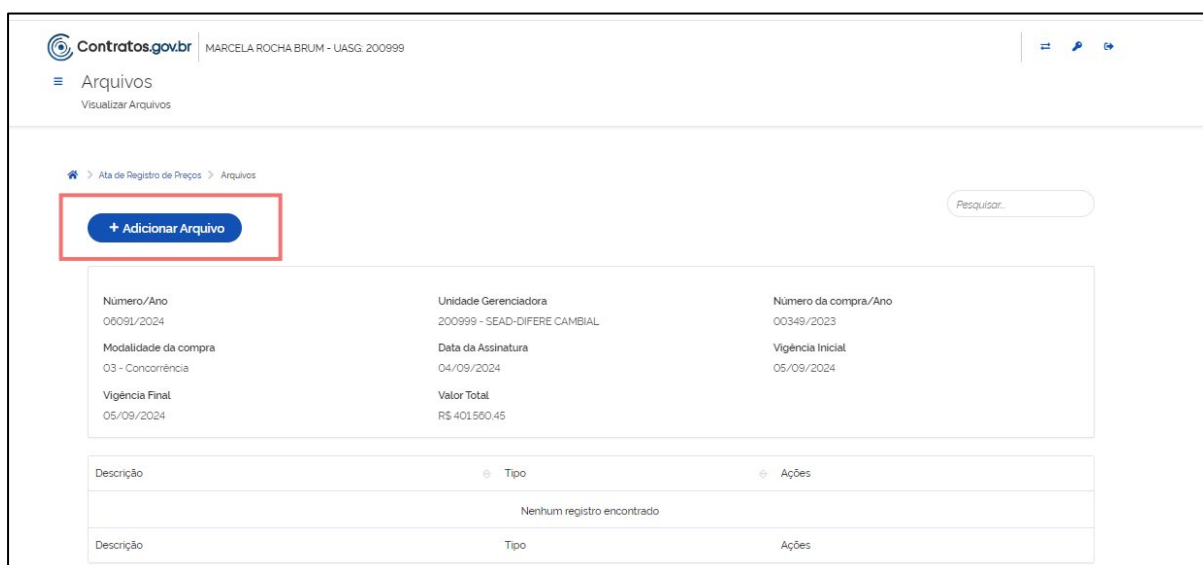 Contratos.gov.br MARCELA ROCHA BRUM - UASG: 200999
Arquivos
Visualizar Arquivos
Ata de Registro de Preços > Arquivos
Pesquisar...
+ Adicionar Arquivo
Número/Ano Unidade Gerenciadora Número da compra/Ano
06091/2024 200999 - SEAD-DIFERE CAMBIAL 00349/2023
Modalidade da compra Data da Assinatura Vigência Inicial
03 - Concorrência 04/09/2024 05/09/2024
Vigência Final Valor Total
05/09/2024 R$ 401.560,45
Descrição Tipo Ações
Nenhum registro encontrado
Descrição Tipo Ações